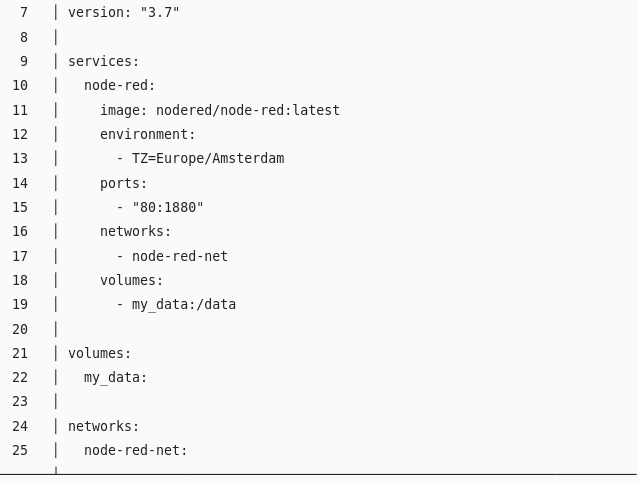 7 │ version: "3.7"
8 │
9 │ services:
10 │   node-red:
11 │     image: nodered/node-red:latest
12 │     environment:
13 │       - TZ=Europe/Amsterdam
14 │     ports:
15 │       - "80:1880"
16 │     networks:
17 │       - node-red-net
18 │     volumes:
19 │       - my_data:/data
20 │
21 │ volumes:
22 │   my_data:
23 │
24 │ networks:
25 │   node-red-net: